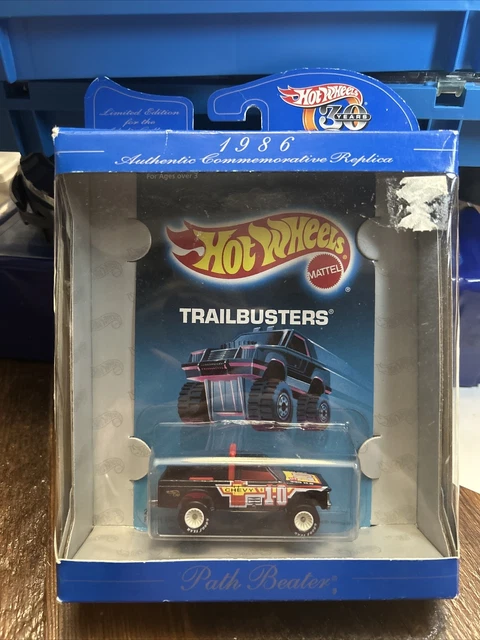 Limited Edition
for the
Hot Wheels
30
YEARS
1986
Authentic Commemorative Replica
For Ages over 3
Hot Wheels®
MATTEL
TRAILBUSTERS®
CHEVY
10
Path Beater®